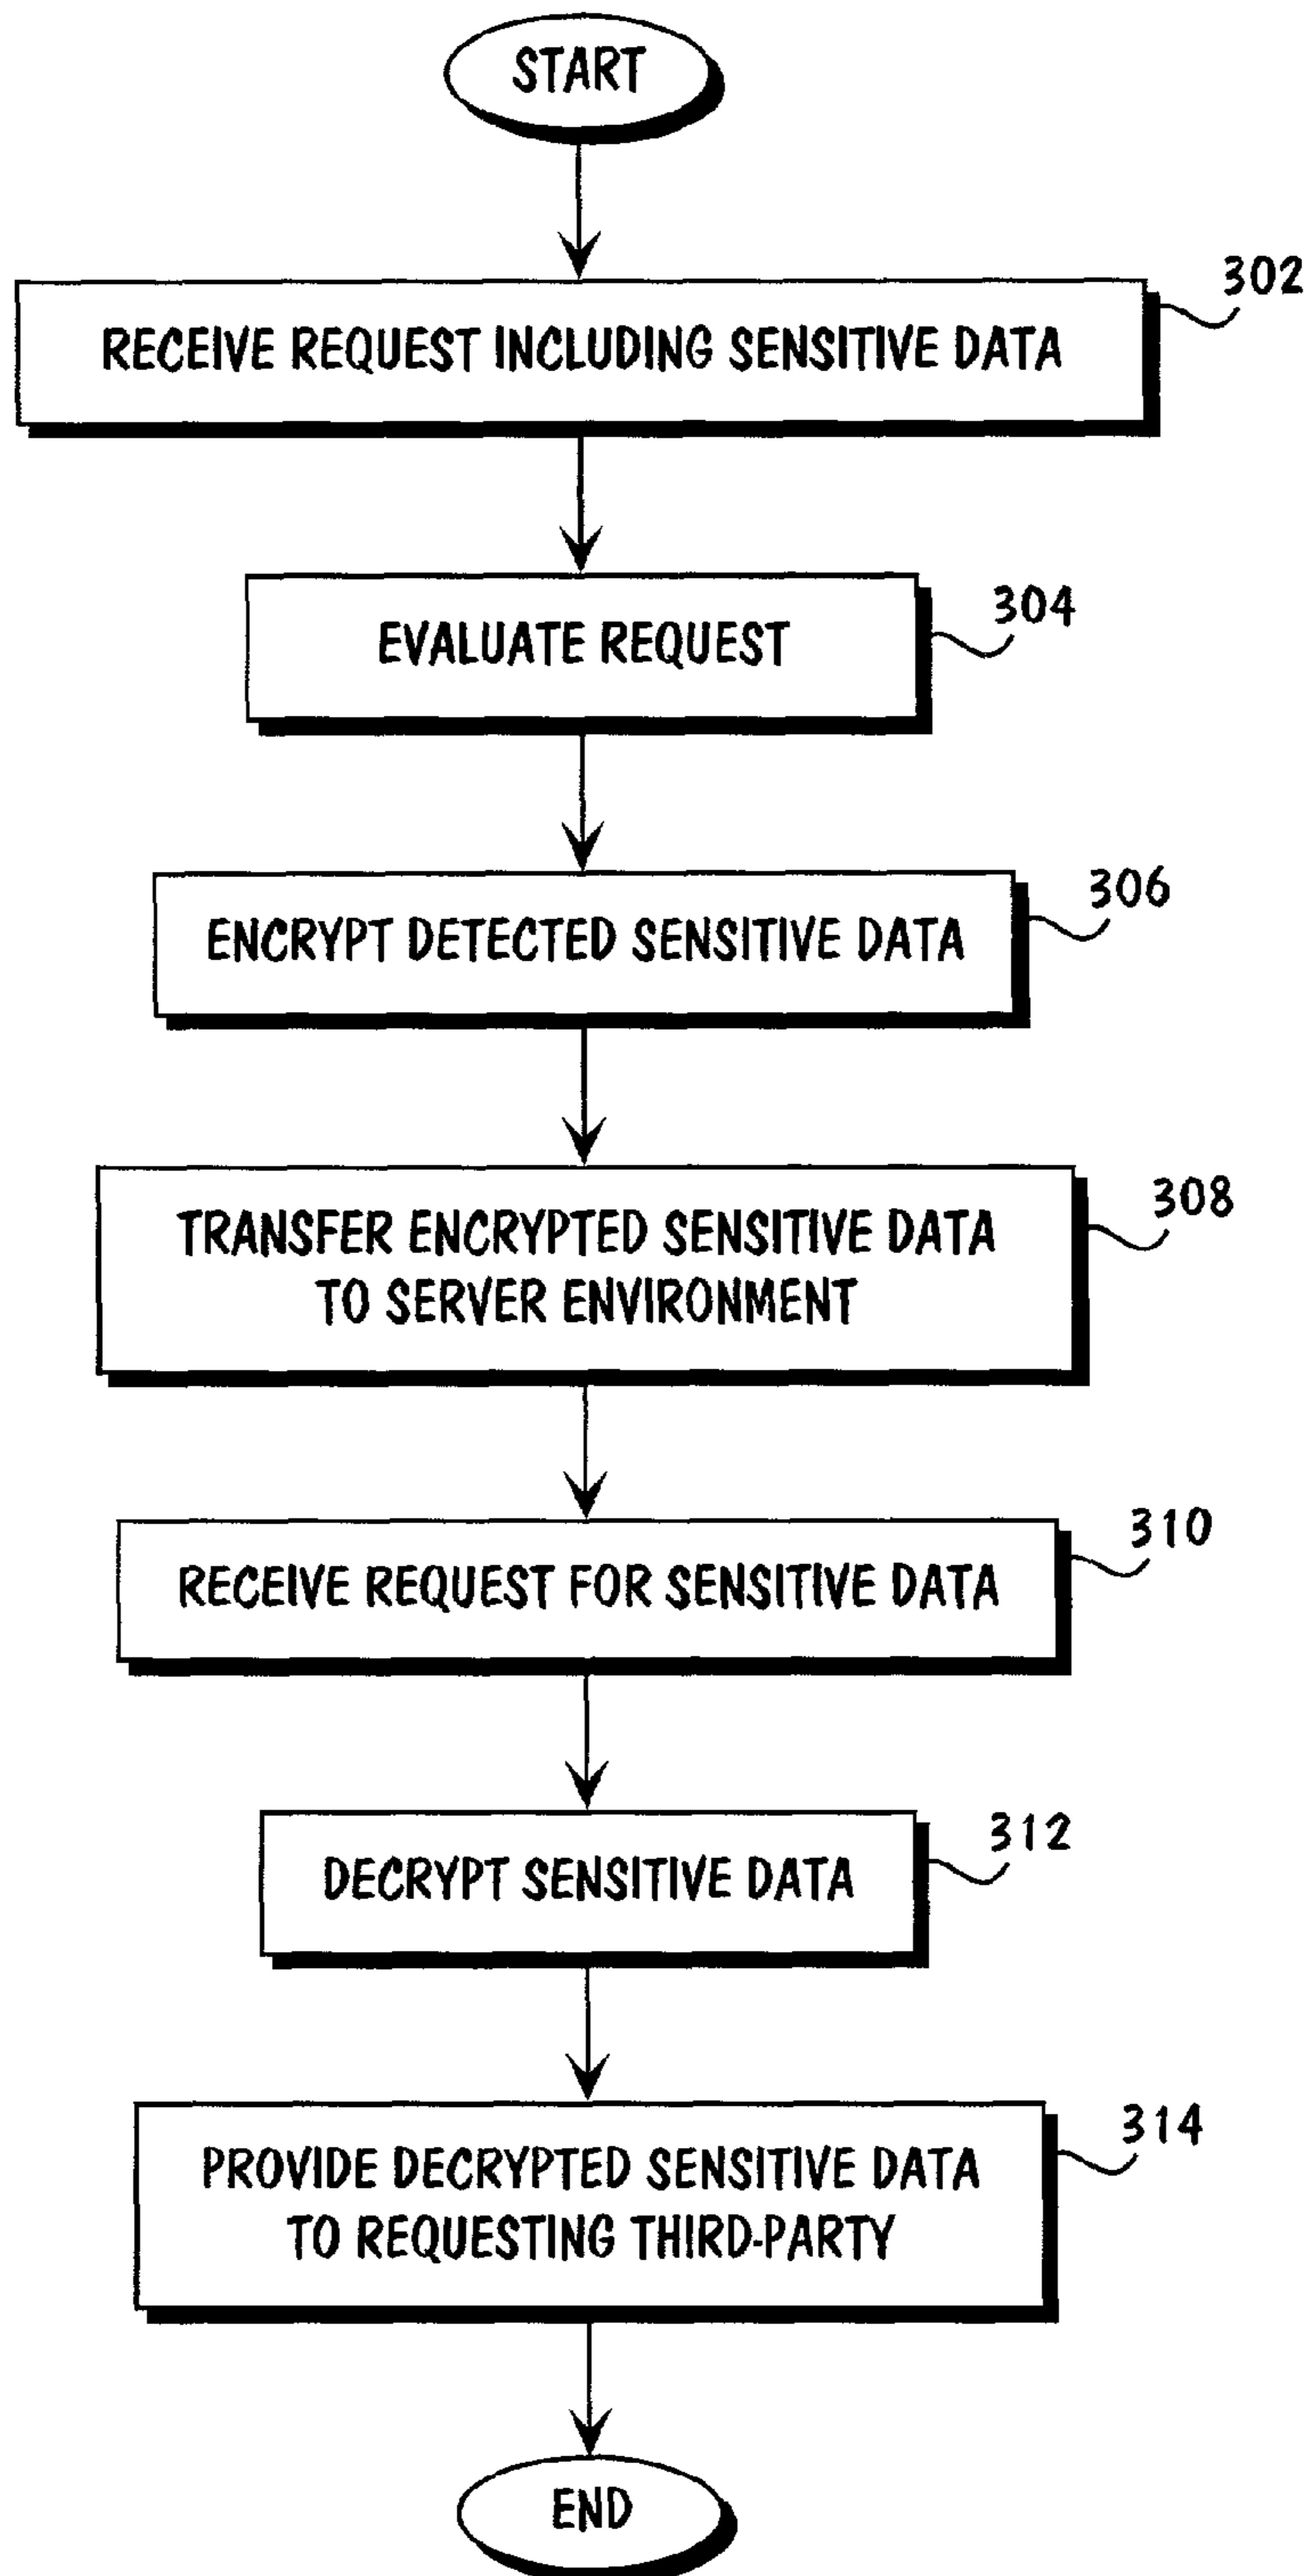 START
302
RECEIVE REQUEST INCLUDING SENSITIVE DATA
304
EVALUATE REQUEST
306
ENCRYPT DETECTED SENSITIVE DATA
308
TRANSFER ENCRYPTED SENSITIVE DATA
TO SERVER ENVIRONMENT
310
RECEIVE REQUEST FOR SENSITIVE DATA
312
DECRYPT SENSITIVE DATA
314
PROVIDE DECRYPTED SENSITIVE DATA
TO REQUESTING THIRD-PARTY
END